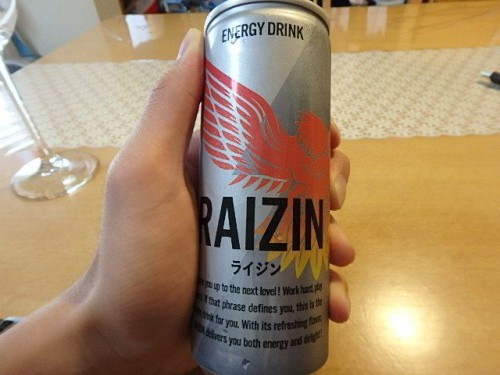 ENERGY DRINK
RAIZIN
ライジン
you up to the next level! Work hard, play
If that phrase defines you, this is the
drink for you. With its refreshing flavor,
delivers you both energy and delight!